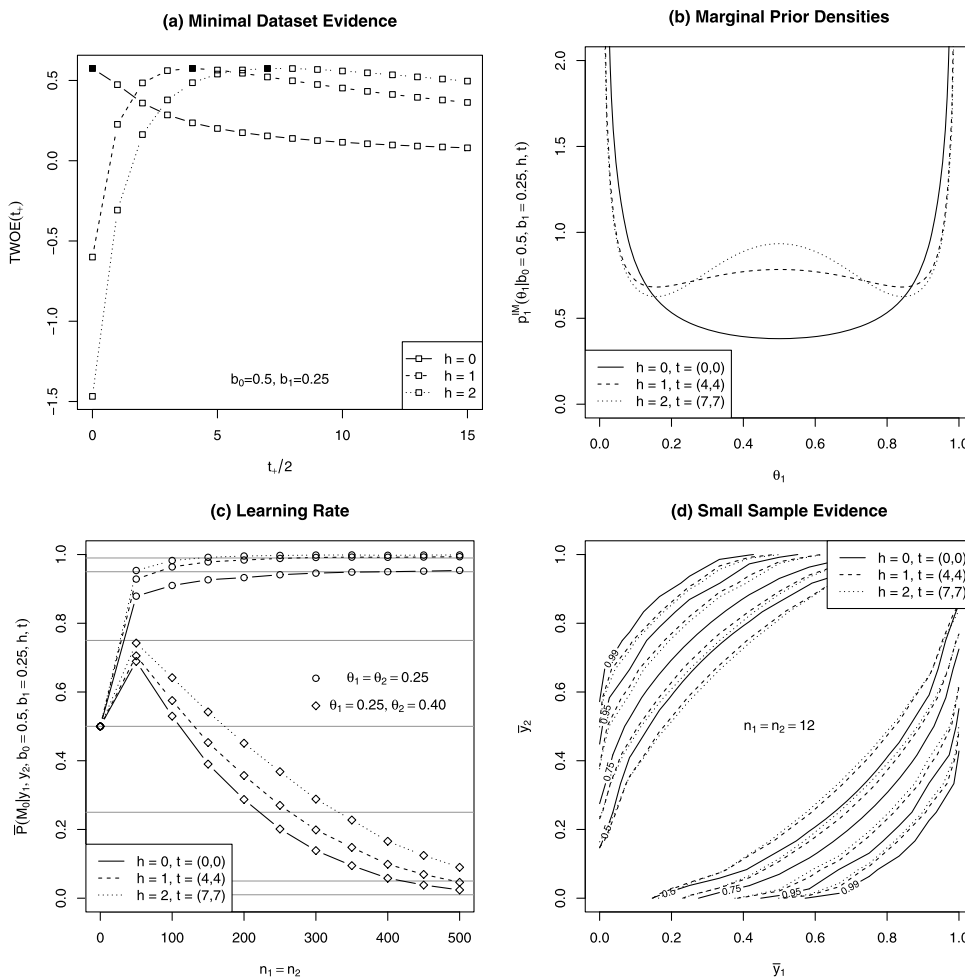 (a) Minimal Dataset Evidence
TWOE(t₊)
0.5
0.0
−0.5
−1.0
−1.5
b₀=0.5, b₁=0.25
h = 0
h = 1
h = 2
0 5 10 15
t₊/2
(b) Marginal Prior Densities
p₁ᴵᴹ(θ₁|b₀ = 0.5, b₁ = 0.25, h, t)
2.0
1.5
1.0
0.5
0.0
h = 0, t = (0,0)
h = 1, t = (4,4)
h = 2, t = (7,7)
0.0 0.2 0.4 0.6 0.8 1.0
θ₁
(c) Learning Rate
P̅(M₀|y₁, y₂, b₀ = 0.5, b₁ = 0.25, h, t)
1.0
0.8
0.6
0.4
0.2
0.0
θ₁ = θ₂ = 0.25
θ₁ = 0.25, θ₂ = 0.40
h = 0, t = (0,0)
h = 1, t = (4,4)
h = 2, t = (7,7)
0 100 200 300 400 500
n₁ = n₂
(d) Small Sample Evidence
y̅₂
1.0
0.8
0.6
0.4
0.2
0.0
h = 0, t = (0,0)
h = 1, t = (4,4)
h = 2, t = (7,7)
0.99
0.95
0.75
0.5
n₁ = n₂ = 12
0.5
0.75
0.95
0.99
0.0 0.2 0.4 0.6 0.8 1.0
y̅₁